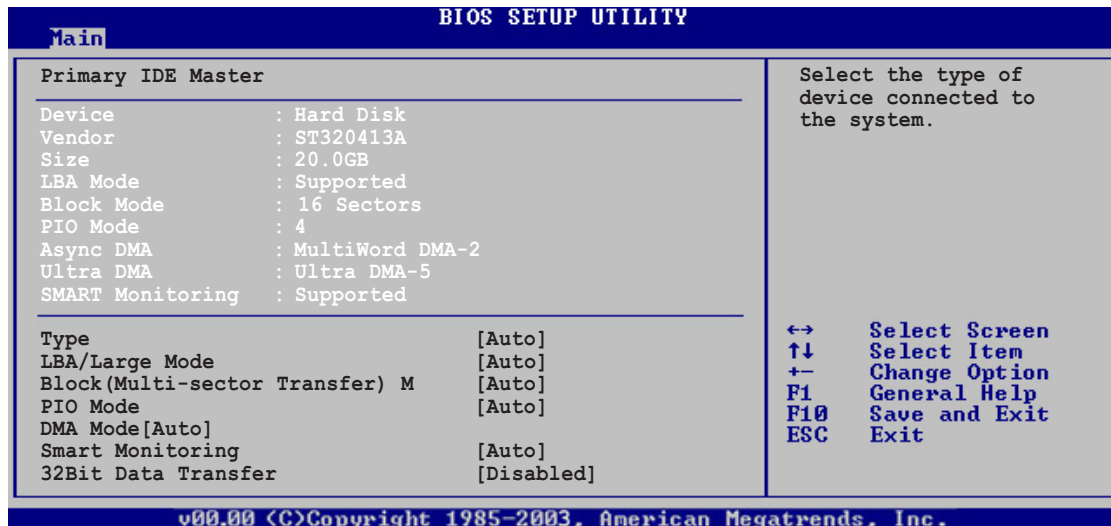 BIOS SETUP UTILITY
Main
Primary IDE Master
Device : Hard Disk
Vendor : ST320413A
Size : 20.0GB
LBA Mode : Supported
Block Mode : 16 Sectors
PIO Mode : 4
Async DMA : MultiWord DMA-2
Ultra DMA : Ultra DMA-5
SMART Monitoring : Supported
Type [Auto]
LBA/Large Mode [Auto]
Block(Multi-sector Transfer) M [Auto]
PIO Mode [Auto]
DMA Mode[Auto]
Smart Monitoring [Auto]
32Bit Data Transfer [Disabled]
Select the type of
device connected to
the system.
←→ Select Screen
↑↓ Select Item
+- Change Option
F1 General Help
F10 Save and Exit
ESC Exit
v00.00 (C)Copyright 1985-2003, American Megatrends, Inc.